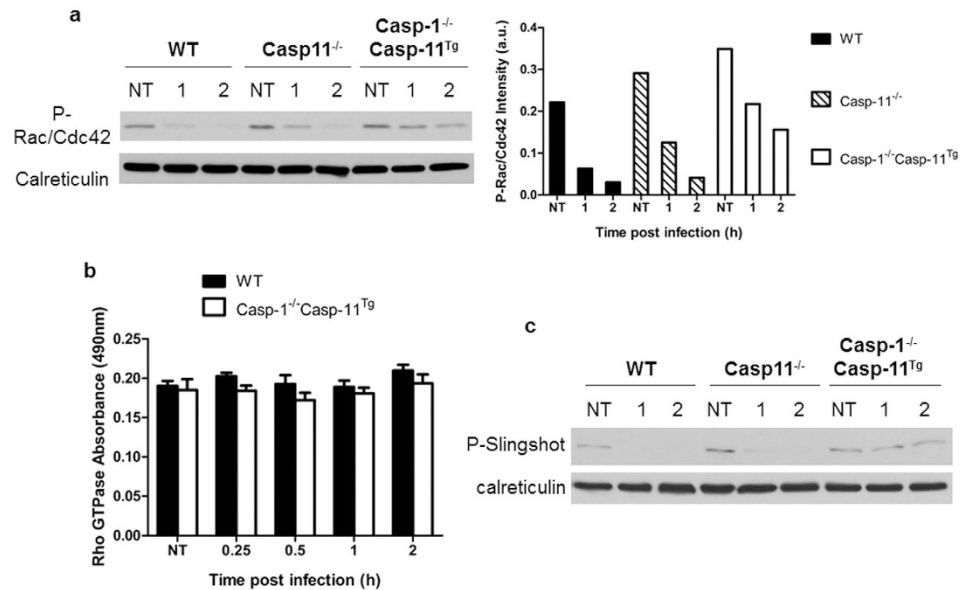 a
WT Casp11-/- Casp-1-/-
Casp-11Tg
NT 1 2 NT 1 2 NT 1 2
P-
Rac/Cdc42
Calreticulin
P-Rac/Cdc42 Intensity (a.u.)
0.4
0.3
0.2
0.1
0.0
NT 1 2 NT 1 2 NT 1 2
Time post infection (h)
WT
Casp-11-/-
Casp-1-/-Casp-11Tg
b
WT
Casp-1-/-Casp-11Tg
Rho GTPase Absorbance (490nm)
0.25
0.20
0.15
0.10
0.05
0.00
NT 0.25 0.5 1 2
Time post infection (h)
c
WT Casp11-/- Casp-1-/-
Casp-11Tg
NT 1 2 NT 1 2 NT 1 2
P-Slingshot
calreticulin